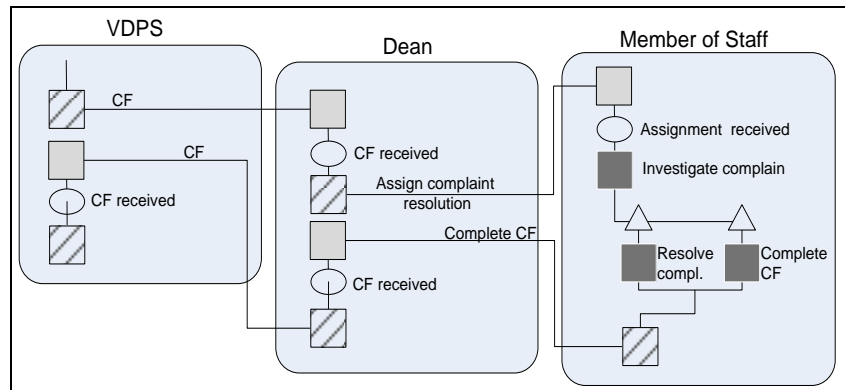 VDPS
Dean
Member of Staff
CF
CF
CF received
CF received
Assign complaint
resolution
Complete CF
CF received
Assignment received
Investigate complain
Resolve
compl.
Complete
CF